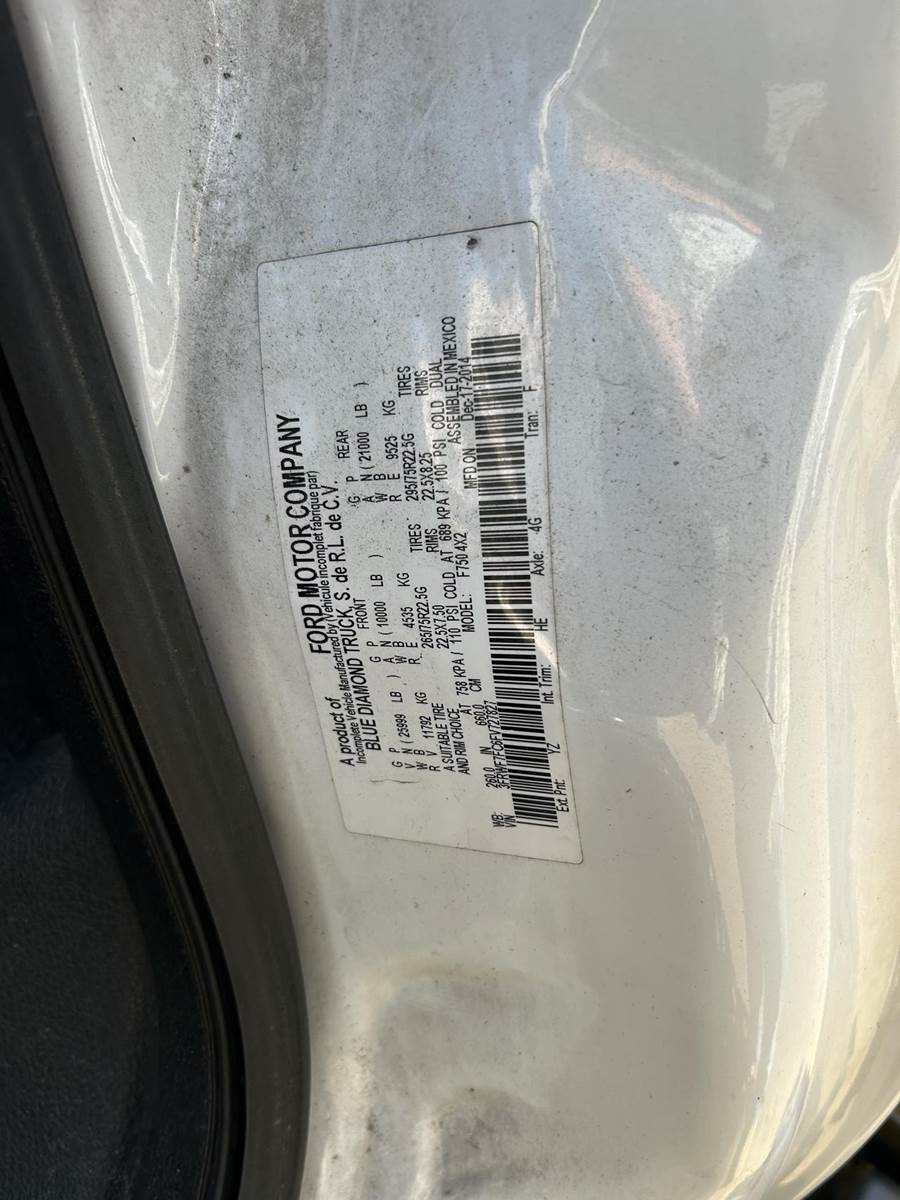 FORD MOTOR COMPANY
A product of
Incomplete Vehicle Manufactured by (Vehicule incomplet fabrique par)
BLUE DIAMOND TRUCK, S. de R.L. de C.V.
FRONT REAR
G P G P G P
V N ( 25999 LB ) A N ( 10000 LB ) A N ( 21000 LB )
W B W B W B
R V 11792 KG R E 4535 KG R E 9525 KG
A SUITABLE TIRE 265/75R22.5G TIRES 295/75R22.5G TIRES
AND RIM CHOICE 22.5X7.50 RIMS 22.5X8.25 RIMS
AT 758 KPA / 110 PSI COLD AT 689 KPA / 100 PSI COLD DUAL
ASSEMBLED IN MEXICO
WB: 260.0 IN 660.0 CM MODEL: F750 4X2 MFD ON Dec-17-2014
VIN
Ext. Pnt: YZ Int. Trim: HE Axle: 4G Tran: F